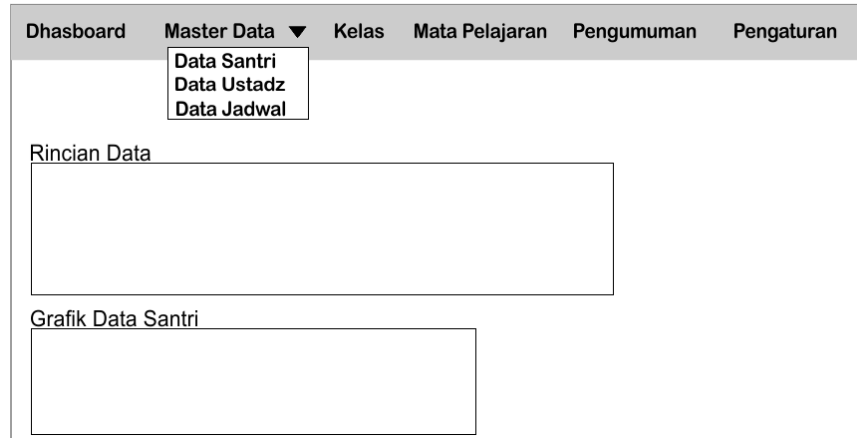 Dhasboard Master Data Kelas Mata Pelajaran Pengumuman Pengaturan
Data Santri
Data Ustadz
Data Jadwal
Rincian Data
Grafik Data Santri